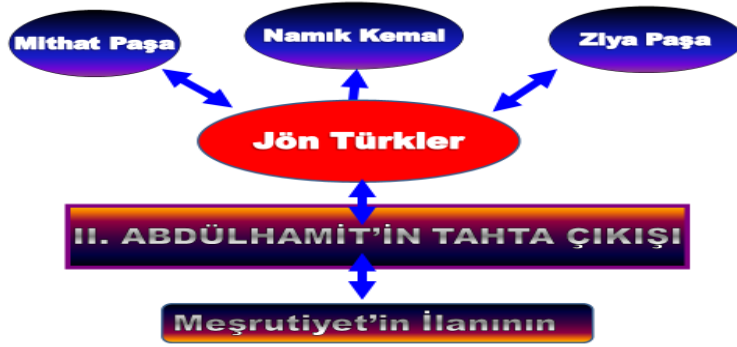 Mithat Paşa
Namık Kemal
Ziya Paşa
Jön Türkler
II. ABDÜLHAMİT'İN TAHTA ÇIKIŞI
Meşrutiyet'in İlanının